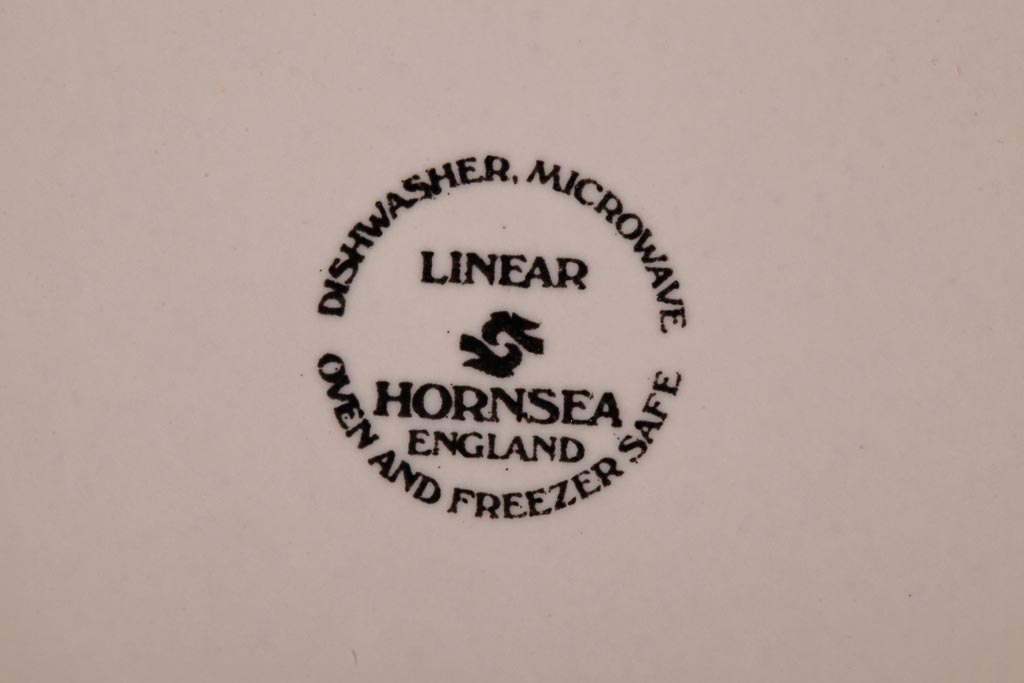 DISHWASHER, MICROWAVE
LINEAR
HORNSEA
ENGLAND
OVEN AND FREEZER SAFE